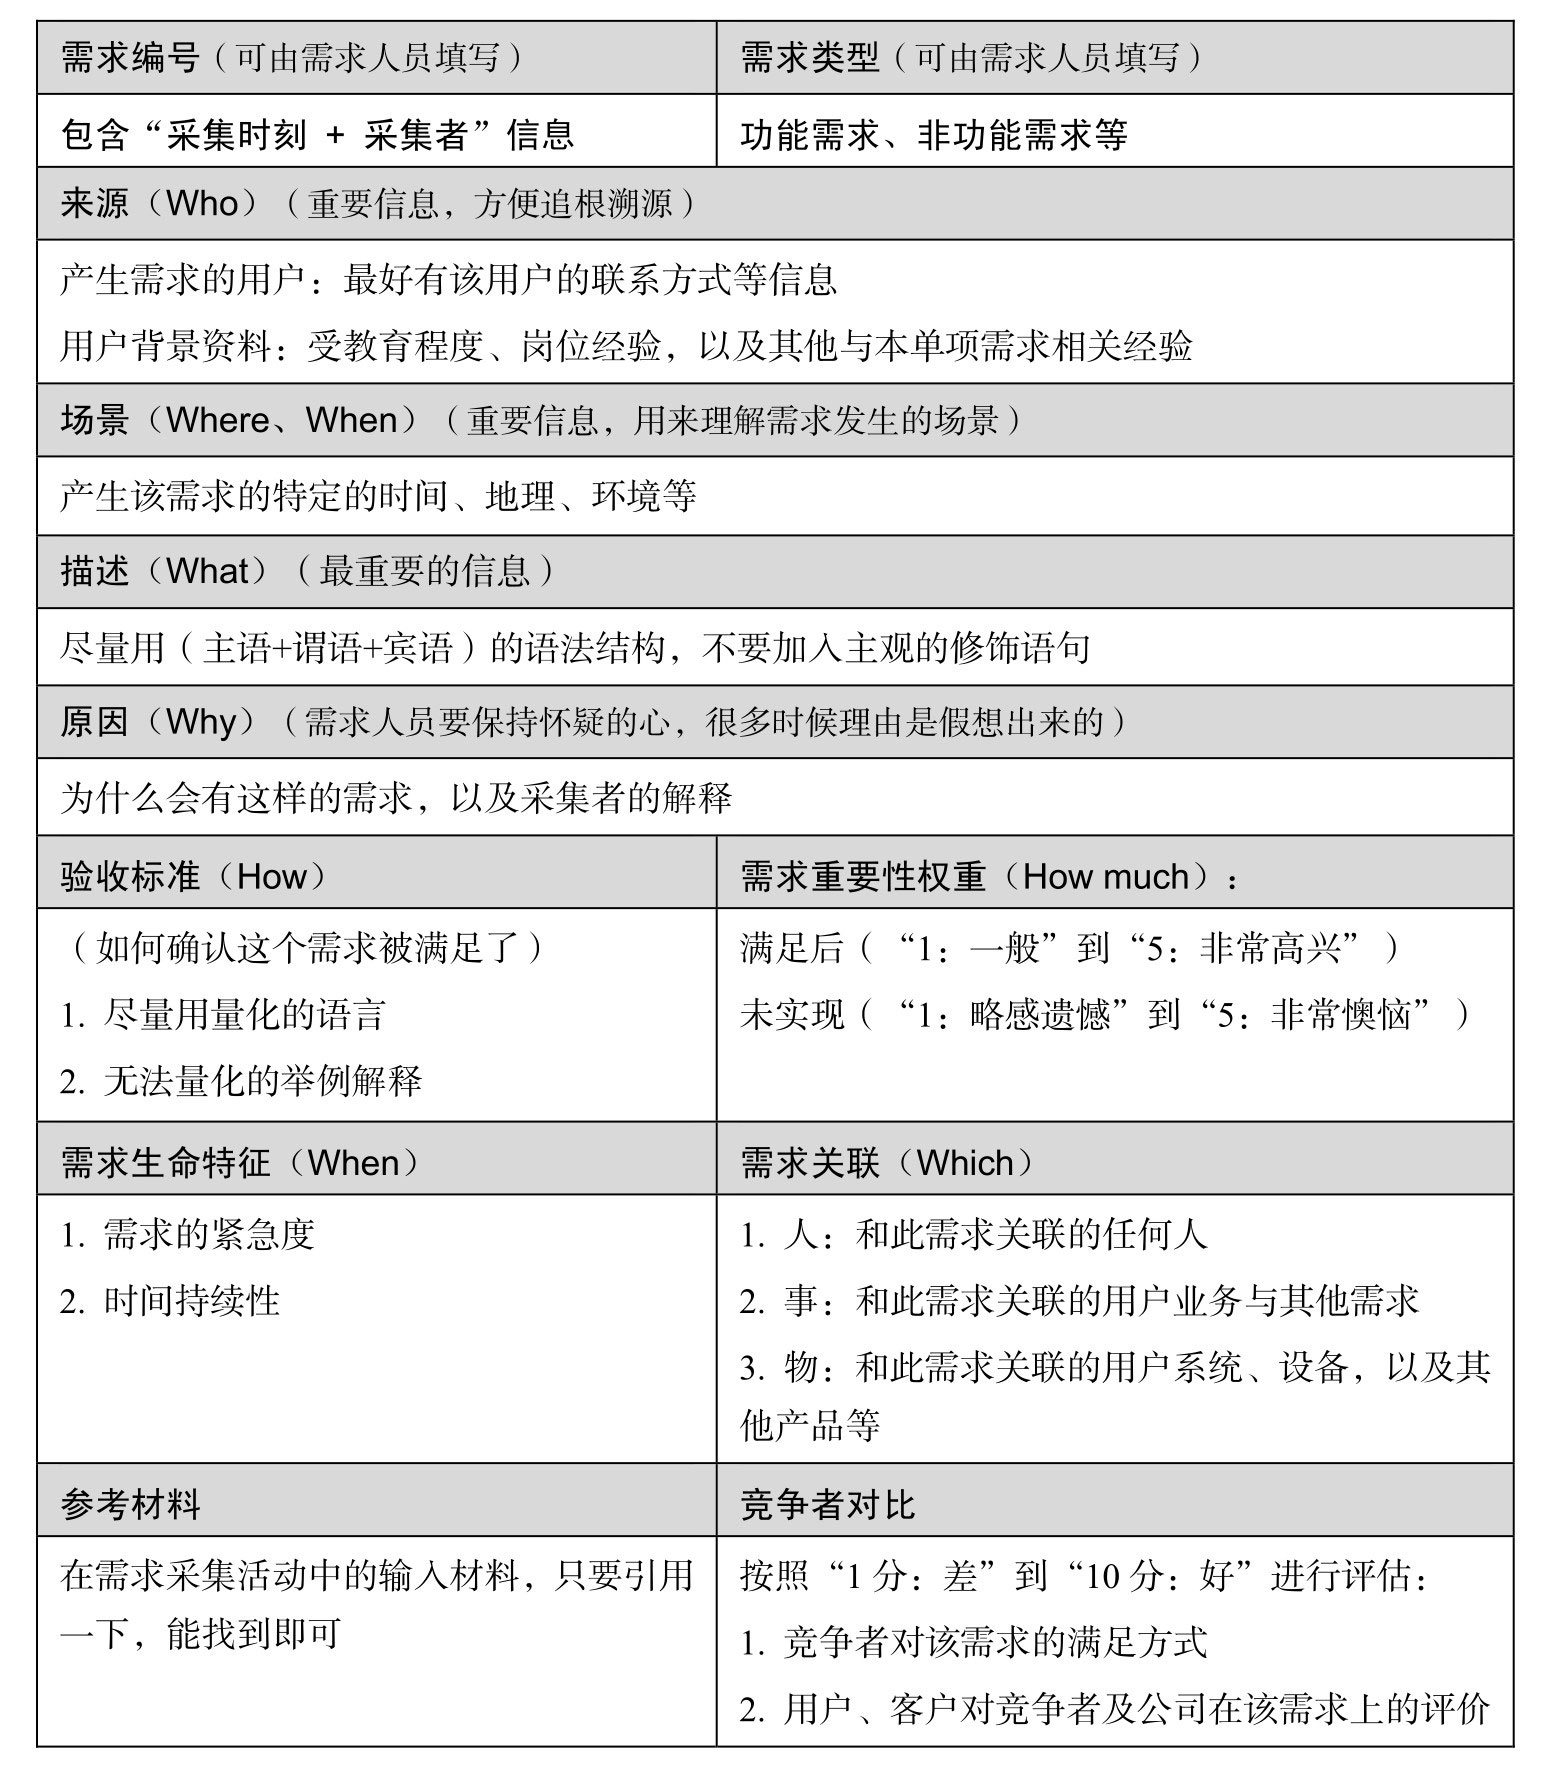 需求编号（可由需求人员填写）
需求类型（可由需求人员填写）
包含“采集时刻 + 采集者”信息
功能需求、非功能需求等
来源（Who）（重要信息，方便追根溯源）
产生需求的用户：最好有该用户的联系方式等信息
用户背景资料：受教育程度、岗位经验，以及其他与本单项需求相关经验
场景（Where、When）（重要信息，用来理解需求发生的场景）
产生该需求的特定的时间、地理、环境等
描述（What）（最重要的信息）
尽量用（主语+谓语+宾语）的语法结构，不要加入主观的修饰语句
原因（Why）（需求人员要保持怀疑的心，很多时候理由是假想出来的）
为什么会有这样的需求，以及采集者的解释
验收标准（How）
需求重要性权重（How much）：
（如何确认这个需求被满足了）
1. 尽量用量化的语言
2. 无法量化的举例解释
满足后（“1：一般”到“5：非常高兴”）
未实现（“1：略感遗憾”到“5：非常懊恼”）
需求生命特征（When）
需求关联（Which）
1. 需求的紧急度
2. 时间持续性
1. 人：和此需求关联的任何人
2. 事：和此需求关联的用户业务与其他需求
3. 物：和此需求关联的用户系统、设备，以及其
他产品等
参考材料
竞争者对比
在需求采集活动中的输入材料，只要引用
一下，能找到即可
按照“1 分：差”到“10 分：好”进行评估：
1. 竞争者对该需求的满足方式
2. 用户、客户对竞争者及公司在该需求上的评价